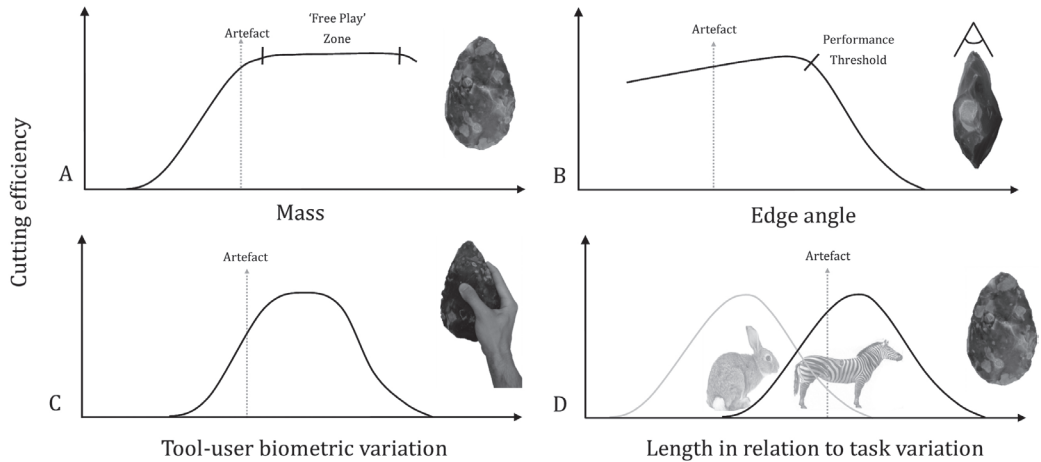 Cutting efficiency
A
Artefact
'Free Play'
Zone
Mass
B
Artefact
Performance
Threshold
Edge angle
C
Artefact
Tool-user biometric variation
D
Artefact
Length in relation to task variation